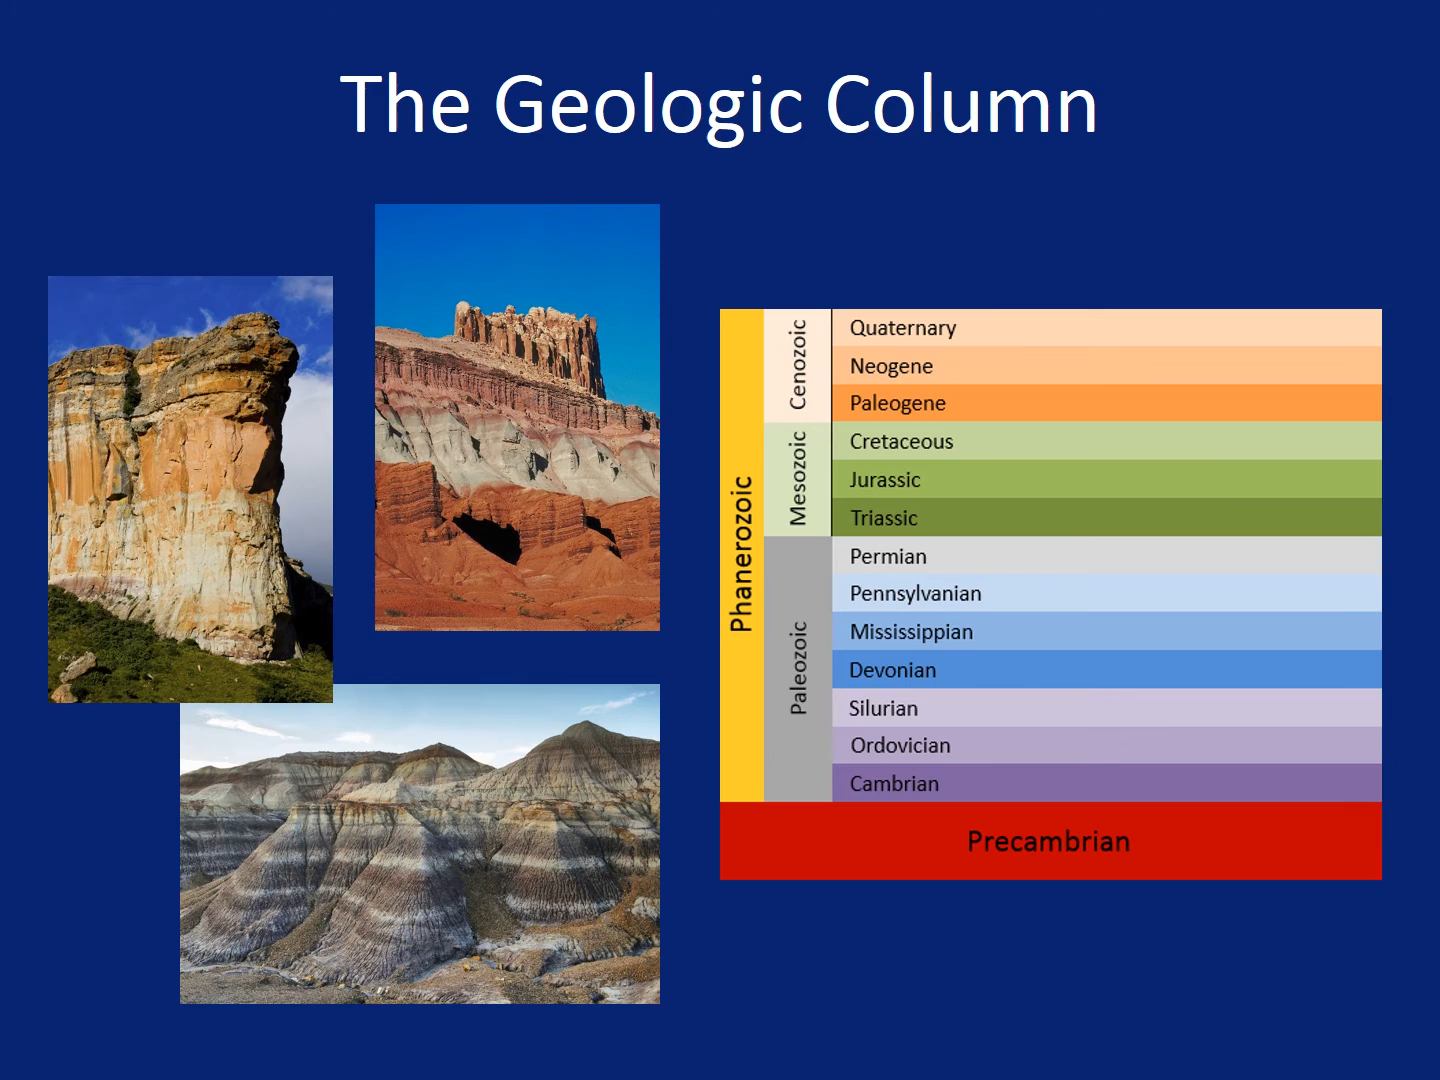 The Geologic Column
Phanerozoic
Cenozoic
Quaternary
Neogene
Paleogene
Mesozoic
Cretaceous
Jurassic
Triassic
Paleozoic
Permian
Pennsylvanian
Mississippian
Devonian
Silurian
Ordovician
Cambrian
Precambrian